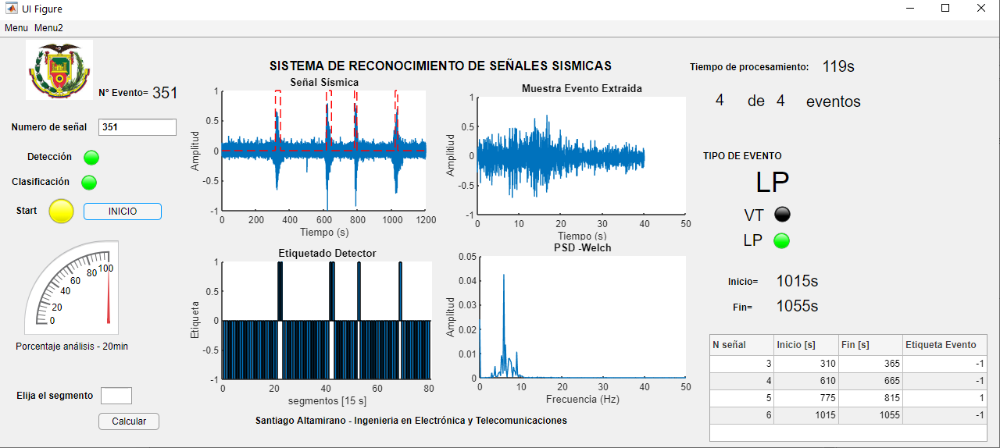 UI Figure
Menu Menu2
SISTEMA DE RECONOCIMIENTO DE SEÑALES SISMICAS
N° Evento= 351
Numero de señal 351
Detección
Clasificación
Start INICIO
0 20 40 60 80 100
Porcentaje análisis - 20min
Elija el segmento
Calcular
Señal Sísmica
Amplitud
1
0.5
0
-0.5
-1
0 200 400 600 800 1000 1200
Tiempo (s)
Muestra Evento Extraida
Amplitiud
1
0.5
0
-0.5
-1
0 10 20 30 40 50
Tiempo (s)
Etiquetado Detector
Etiqueta
1
0.5
0
-0.5
-1
0 20 40 60 80
segmentos [15 s]
PSD -Welch
Amplitud
0.05
0.04
0.03
0.02
0.01
0
0 10 20 30 40 50
Frecuencia (Hz)
Santiago Altamirano - Ingenieria en Electrónica y Telecomunicaciones
Tiempo de procesamiento: 119s
4 de 4 eventos
TIPO DE EVENTO
LP
VT
LP
Inicio= 1015s
Fin= 1055s
N señal Inicio [s] Fin [s] Etiqueta Evento
3 310 365 -1
4 610 665 -1
5 775 815 1
6 1015 1055 -1